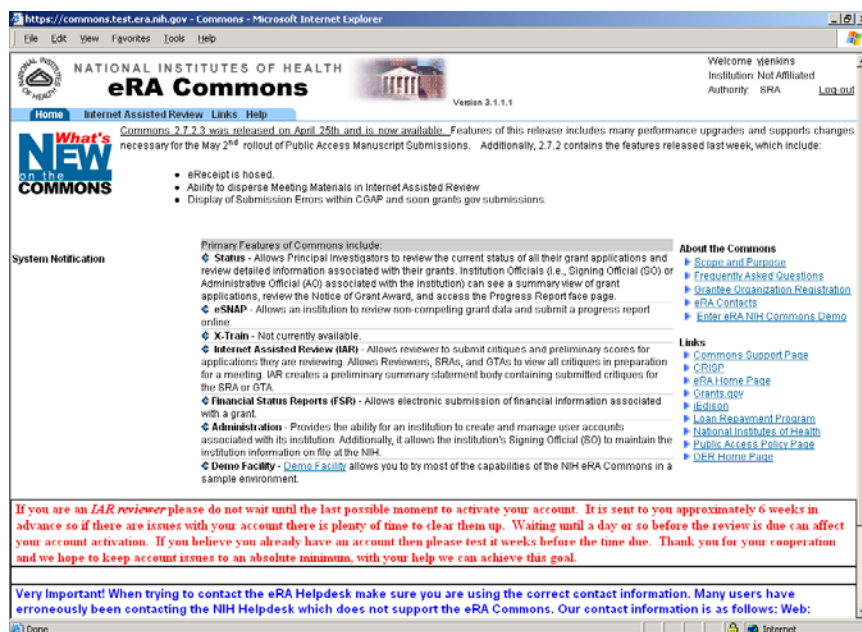 https://commons.test.era.nih.gov - Commons - Microsoft Internet Explorer
File Edit View Favorites Tools Help
NATIONAL INSTITUTES OF HEALTH
eRA Commons
Version 3.1.1.1
Welcome vjenkins
Institution: Not Affiliated
Authority: SRA Log-out
Home Internet Assisted Review Links Help
What's
NEW
on the
COMMONS
Commons 2.7.2.3 was released on April 25th and is now available. Features of this release includes many performance upgrades and supports changes
necessary for the May 2nd rollout of Public Access Manuscript Submissions. Additionally, 2.7.2 contains the features released last week, which include:
• eReceipt is hosed.
• Ability to disperse Meeting Materials in Internet Assisted Review
• Display of Submission Errors within CGAP and soon grants.gov submissions.
System Notification
Primary Features of Commons include:
Status - Allows Principal Investigators to review the current status of all their grant applications and
review detailed information associated with their grants. Institution Officials (i.e., Signing Official (SO) or
Administrative Official (AO) associated with the institution) can see a summary view of grant
applications, review the Notice of Grant Award, and access the Progress Report face page.
eSNAP - Allows an institution to review non-competing grant data and submit a progress report
online.
X-Train - Not currently available.
Internet Assisted Review (IAR) - Allows reviewer to submit critiques and preliminary scores for
applications they are reviewing. Allows Reviewers, SRAs, and GTAs to view all critiques in preparation
for a meeting. IAR creates a preliminary summary statement body containing submitted critiques for
the SRA or GTA.
Financial Status Reports (FSR) - Allows electronic submission of financial information associated
with a grant.
Administration - Provides the ability for an institution to create and manage user accounts
associated with its institution. Additionally, it allows the institution's Signing Official (SO) to maintain the
institution information on file at the NIH.
Demo Facility - Demo Facility allows you to try most of the capabilities of the NIH eRA Commons in a
sample environment.
About the Commons
Scope and Purpose
Frequently Asked Questions
Grantee Organization Registration
eRA Contacts
Enter eRA NIH Commons Demo
Links
Commons Support Page
CRISP
eRA Home Page
Grants.gov
iEdison
Loan Repayment Program
National Institutes of Health
Public Access Policy Page
OER Home Page
If you are an IAR reviewer please do not wait until the last possible moment to activate your account. It is sent to you approximately 6 weeks in
advance so if there are issues with your account there is plenty of time to clear them up. Waiting until a day or so before the review is due can affect
your account activation. If you believe you already have an account then please test it weeks before the time due. Thank you for your cooperation
and we hope to keep account issues to an absolute minimum, with your help we can achieve this goal.
Very Important! When trying to contact the eRA Helpdesk make sure you are using the correct contact information. Many users have
erroneously been contacting the NIH Helpdesk which does not support the eRA Commons. Our contact information is as follows: Web:
Done Internet